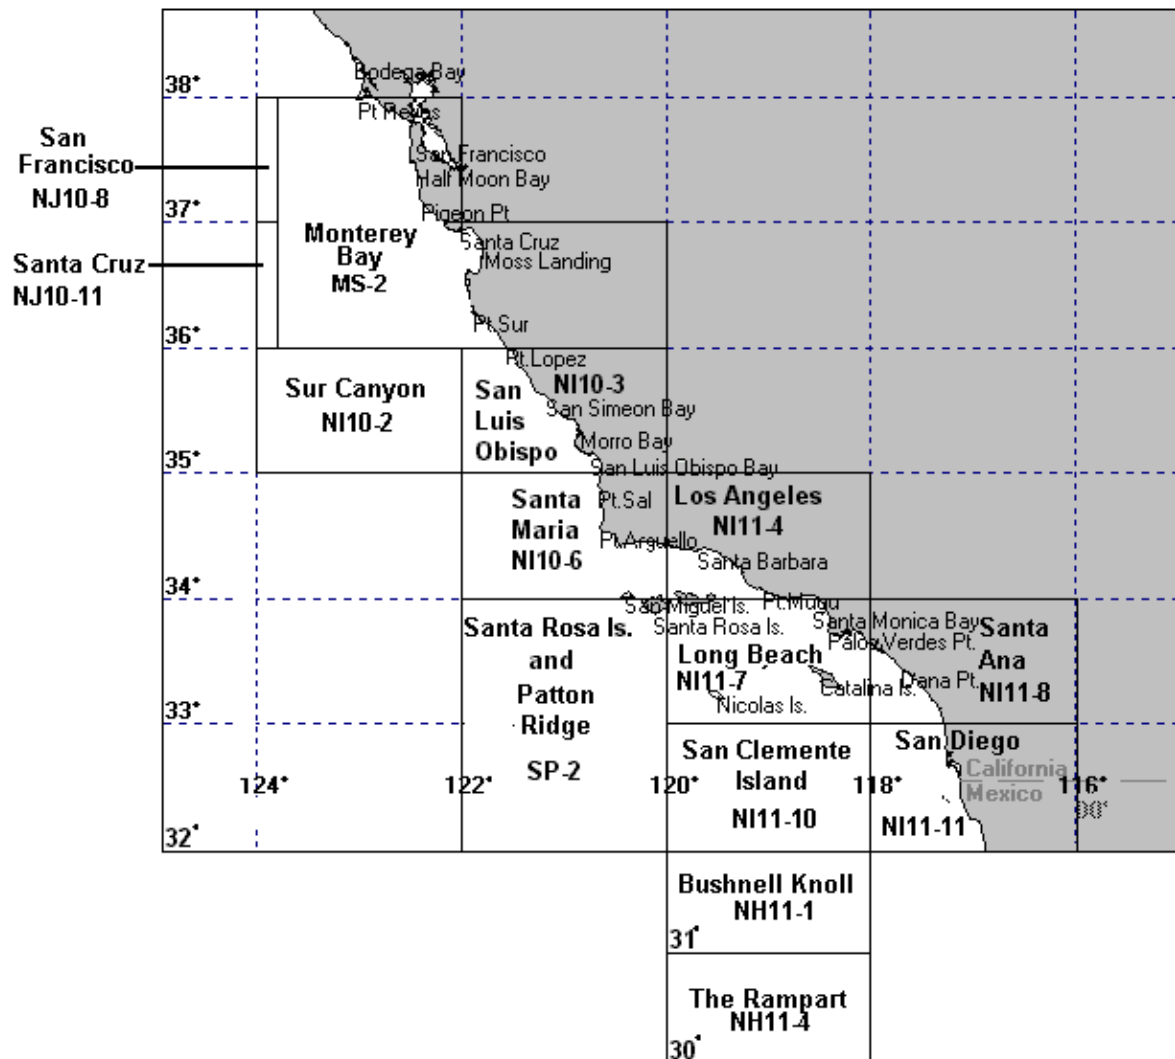 Bodega Bay
38°
Pt Reyes
San
Francisco
NJ10-8
San Francisco
Half Moon Bay
37°
Pigeon Pt
Monterey
Bay
MS-2
Santa Cruz
NJ10-11
Santa Cruz
Moss Landing
36°
Pt.Sur
Pt.Lopez
Sur Canyon
NI10-2
San
Luis
Obispo
NI10-3
San Simeon Bay
Morro Bay
35°
San Luis Obispo Bay
Santa
Maria
NI10-6
Pt.Sal
Los Angeles
NI11-4
Pt.Arguello
Santa Barbara
34°
San Miguel Is.
Pt.Mugu
Santa Rosa Is.
and
Patton
Ridge
SP-2
Santa Rosa Is.
Santa Monica Bay
Palos Verdes Pt.
Long Beach
NI11-7
Catalina Is.
Nicolas Is.
Dana Pt.
Santa
Ana
NI11-8
33°
San Clemente
Island
NI11-10
San Diego
NI11-11
California
Mexico
124°
122°
120°
118°
116°
32°
Bushnell Knoll
NH11-1
31°
The Rampart
NH11-4
30°